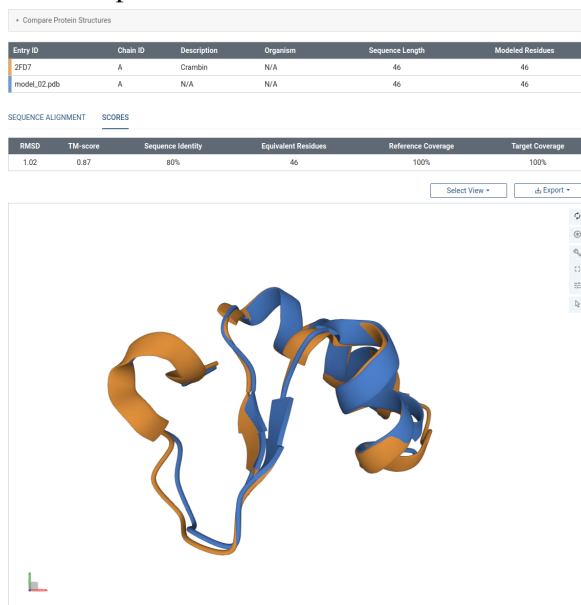 Compare Protein Structures
Entry ID Chain ID Description Organism Sequence Length Modeled Residues
2FD7 A Crambin N/A 46 46
model_02.pdb A N/A N/A 46 46
SEQUENCE ALIGNMENT SCORES
RMSD TM-score Sequence Identity Equivalent Residues Reference Coverage Target Coverage
1.02 0.87 80% 46 100% 100%
Select View Export